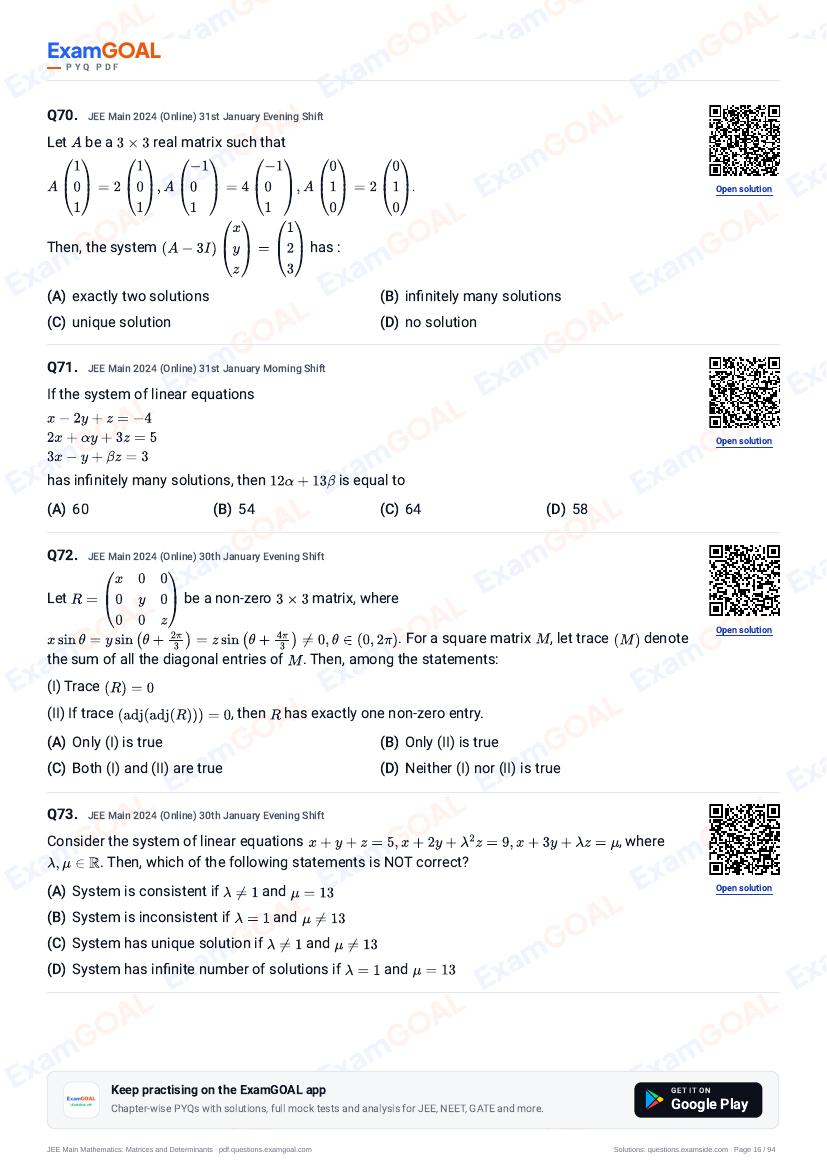 ExamGOAL
PYQ PDF
Q70. JEE Main 2024 (Online) 31st January Evening Shift
Open solution
Let A be a 3 × 3 real matrix such that
A (1 0 1) = 2 (1 0 1), A (−1 0 1) = 4 (−1 0 1), A (0 1 0) = 2 (0 1 0).
Then, the system (A − 3I) (x y z) = (1 2 3) has :
(A) exactly two solutions (B) infinitely many solutions
(C) unique solution (D) no solution
Q71. JEE Main 2024 (Online) 31st January Morning Shift
Open solution
If the system of linear equations
x − 2y + z = −4
2x + αy + 3z = 5
3x − y + βz = 3
has infinitely many solutions, then 12α + 13β is equal to
(A) 60 (B) 54 (C) 64 (D) 58
Q72. JEE Main 2024 (Online) 30th January Evening Shift
Open solution
Let R = (x 0 0 0 y 0 0 0 z) be a non-zero 3 × 3 matrix, where
x sin θ = y sin (θ + 2π/3) = z sin (θ + 4π/3) ≠ 0, θ ∈ (0, 2π). For a square matrix M, let trace (M) denote
the sum of all the diagonal entries of M. Then, among the statements:
(I) Trace (R) = 0
(II) If trace (adj(adj(R))) = 0, then R has exactly one non-zero entry.
(A) Only (I) is true (B) Only (II) is true
(C) Both (I) and (II) are true (D) Neither (I) nor (II) is true
Q73. JEE Main 2024 (Online) 30th January Evening Shift
Open solution
Consider the system of linear equations x + y + z = 5, x + 2y + λ²z = 9, x + 3y + λz = μ, where
λ, μ ∈ ℝ. Then, which of the following statements is NOT correct?
(A) System is consistent if λ ≠ 1 and μ = 13
(B) System is inconsistent if λ = 1 and μ ≠ 13
(C) System has unique solution if λ ≠ 1 and μ ≠ 13
(D) System has infinite number of solutions if λ = 1 and μ = 13
ExamGOAL
Keep practising on the ExamGOAL app
Chapter-wise PYQs with solutions, full mock tests and analysis for JEE, NEET, GATE and more.
GET IT ON
Google Play
JEE Main Mathematics: Matrices and Determinants · pdf.questions.examgoal.com
Solutions: questions.examside.com · Page 16 / 94